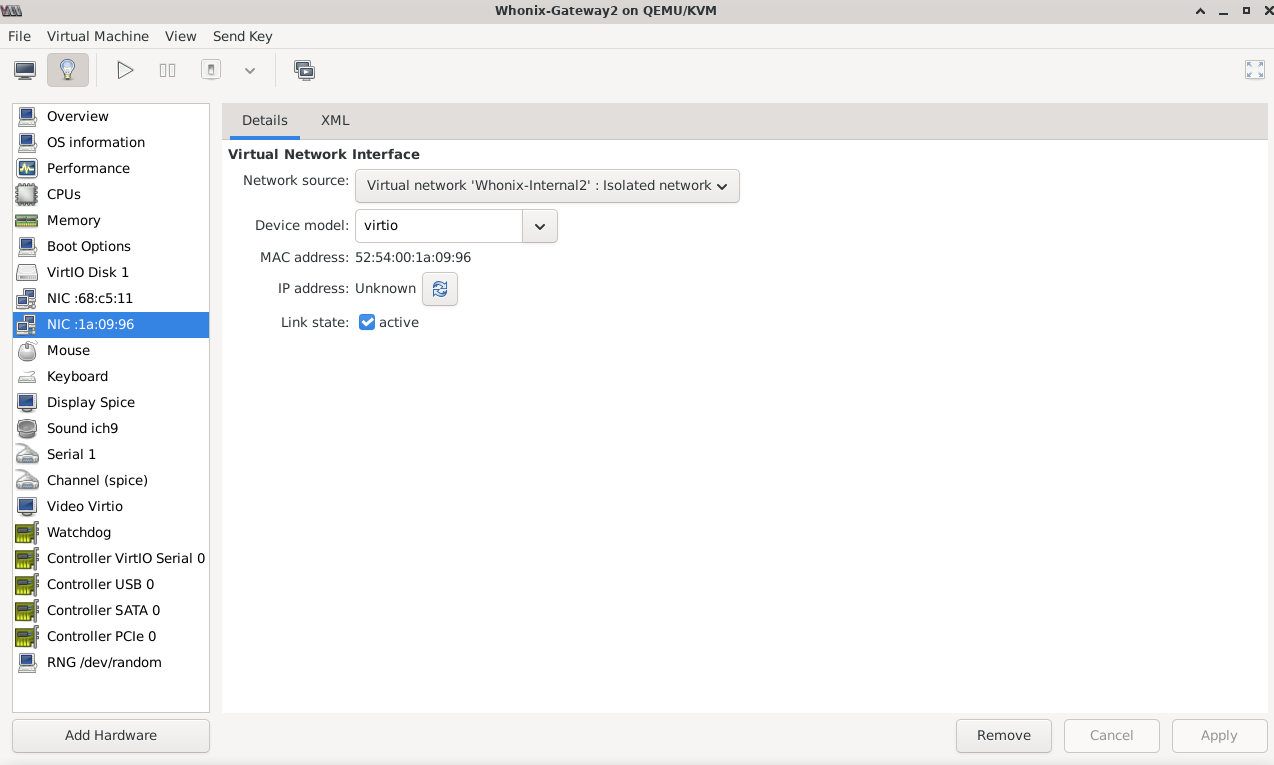 Whonix-Gateway2 on QEMU/KVM
File Virtual Machine View Send Key
Overview
OS information
Performance
CPUs
Memory
Boot Options
VirtIO Disk 1
NIC :68:c5:11
NIC :1a:09:96
Mouse
Keyboard
Display Spice
Sound ich9
Serial 1
Channel (spice)
Video Virtio
Watchdog
Controller VirtIO Serial 0
Controller USB 0
Controller SATA 0
Controller PCIe 0
RNG /dev/random
Add Hardware
Details XML
Virtual Network Interface
Network source: Virtual network 'Whonix-Internal2' : Isolated network
Device model: virtio
MAC address: 52:54:00:1a:09:96
IP address: Unknown
Link state: active
Remove Cancel Apply